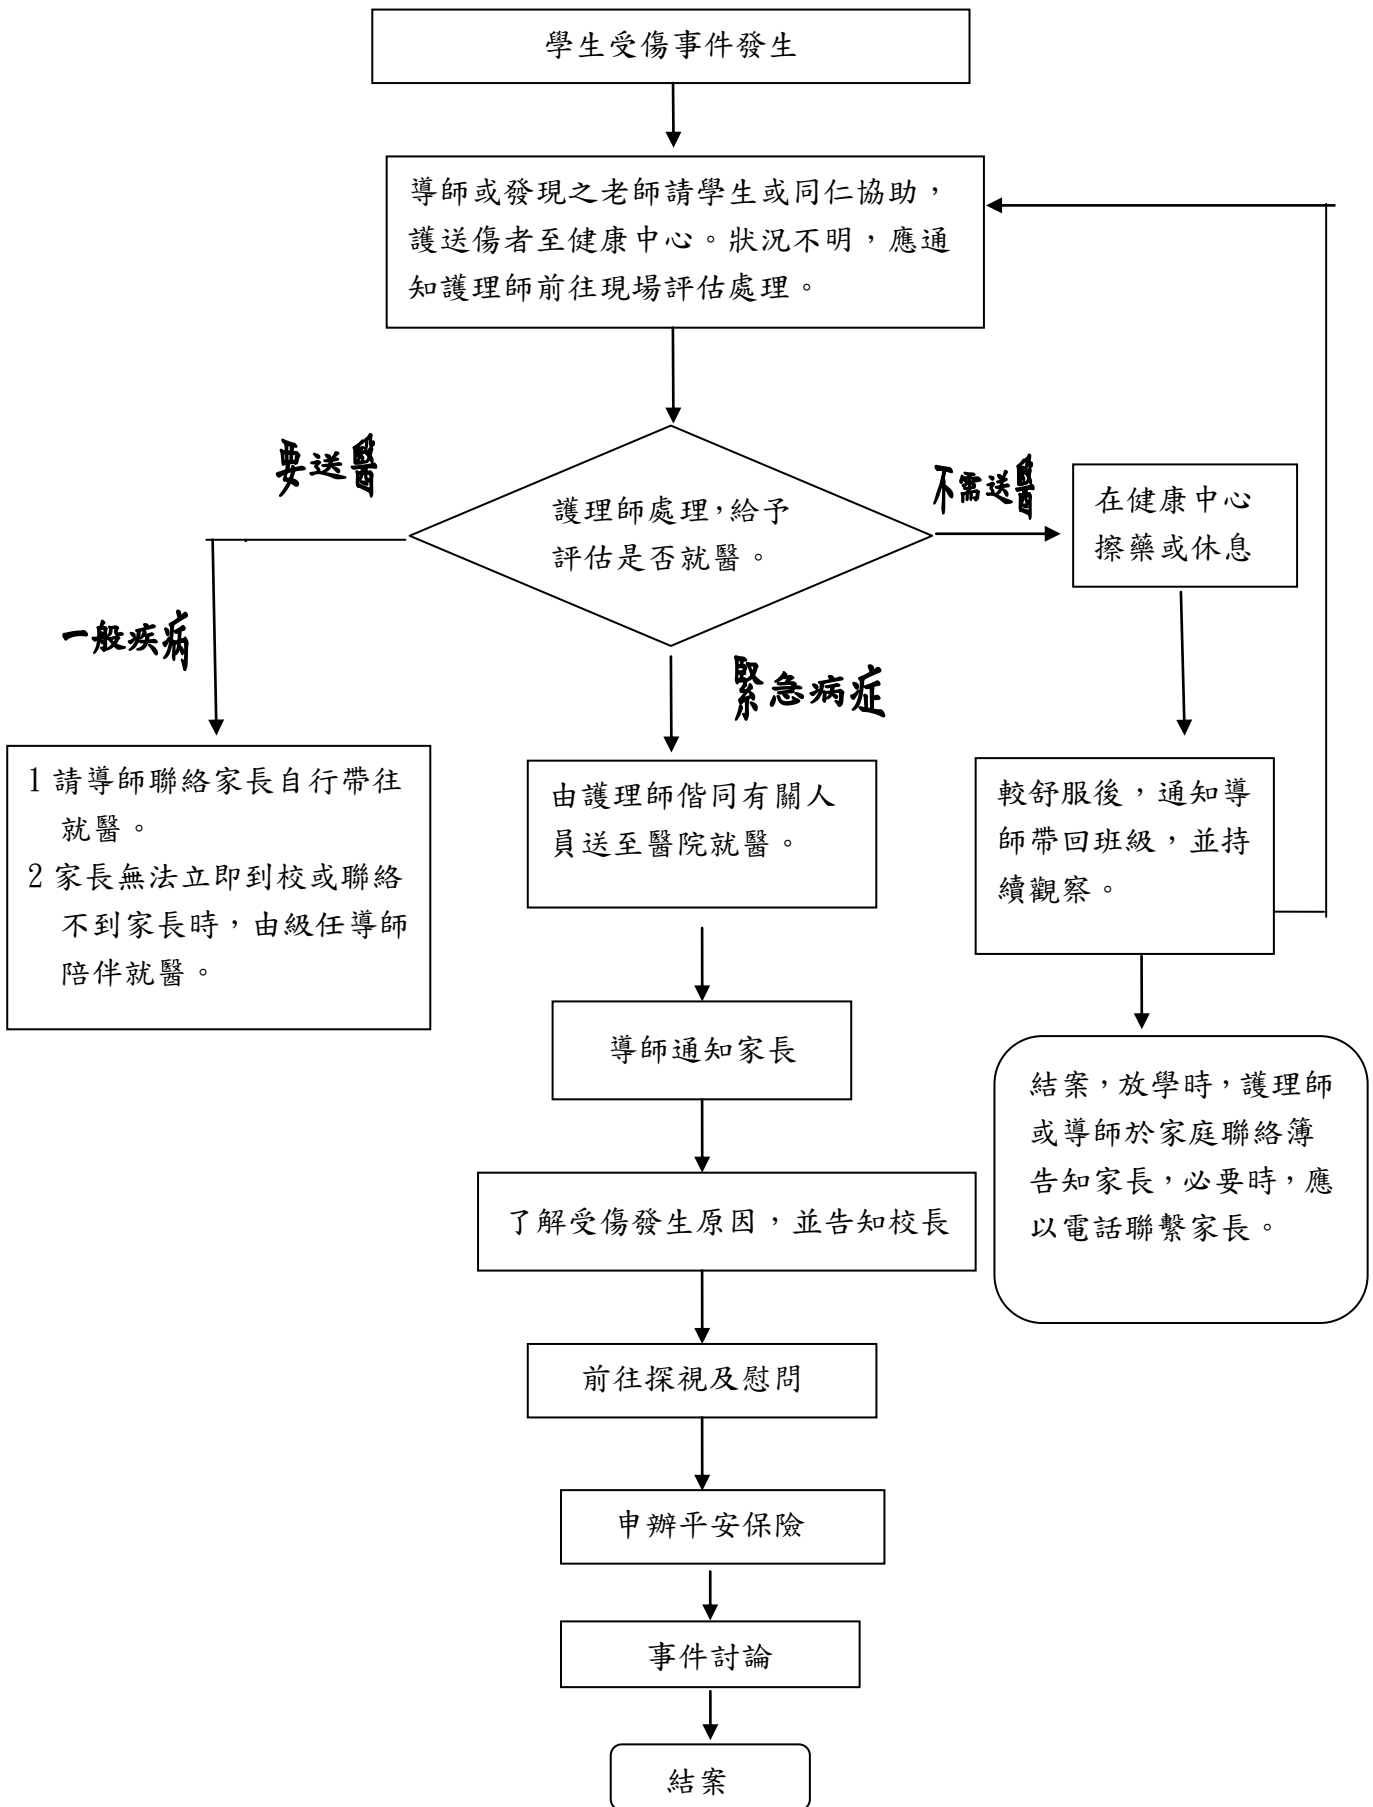 學生受傷事件發生
導師或發現之老師請學生或同仁協助，
護送傷者至健康中心。狀況不明，應通
知護理師前往現場評估處理。
要送醫
護理師處理，給予
評估是否就醫。
不需送醫
在健康中心
擦藥或休息
一般疾病
緊急病症
1 請導師聯絡家長自行帶往
就醫。
2 家長無法立即到校或聯絡
不到家長時，由級任導師
陪伴就醫。
由護理師偕同有關人
員送至醫院就醫。
較舒服後，通知導
師帶回班級，並持
續觀察。
導師通知家長
結案，放學時，護理師
或導師於家庭聯絡簿
告知家長，必要時，應
以電話聯繫家長。
了解受傷發生原因，並告知校長
前往探視及慰問
申辦平安保險
事件討論
結案